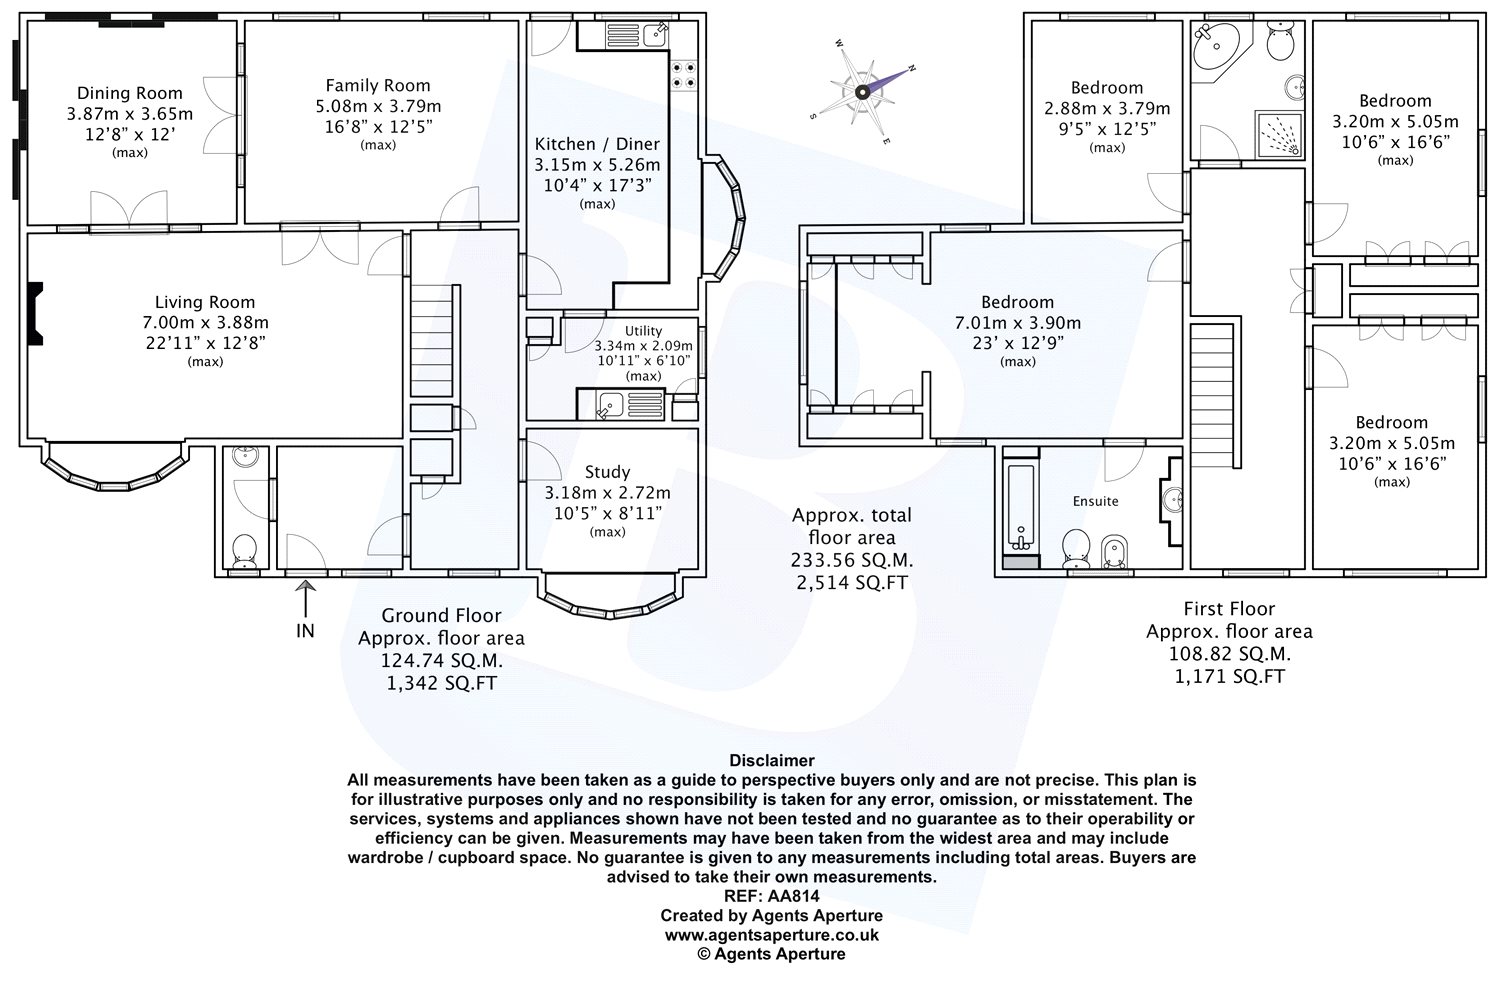 Dining Room
3.87m x 3.65m
12'8" x 12'
(max)
Family Room
5.08m x 3.79m
16'8" x 12'5"
(max)
Kitchen / Diner
3.15m x 5.26m
10'4" x 17'3"
(max)
Living Room
7.00m x 3.88m
22'11" x 12'8"
(max)
Utility
3.34m x 2.09m
10'11" x 6'10"
(max)
Study
3.18m x 2.72m
10'5" x 8'11"
(max)
IN
Ground Floor
Approx. floor area
124.74 SQ.M.
1,342 SQ.FT
W
N
S
E
Bedroom
2.88m x 3.79m
9'5" x 12'5"
(max)
Bedroom
3.20m x 5.05m
10'6" x 16'6"
(max)
Bedroom
7.01m x 3.90m
23' x 12'9"
(max)
Bedroom
3.20m x 5.05m
10'6" x 16'6"
(max)
Ensuite
Approx. total
floor area
233.56 SQ.M.
2,514 SQ.FT
First Floor
Approx. floor area
108.82 SQ.M.
1,171 SQ.FT
Disclaimer
All measurements have been taken as a guide to perspective buyers only and are not precise. This plan is
for illustrative purposes only and no responsibility is taken for any error, omission, or misstatement. The
services, systems and appliances shown have not been tested and no guarantee as to their operability or
efficiency can be given. Measurements may have been taken from the widest area and may include
wardrobe / cupboard space. No guarantee is given to any measurements including total areas. Buyers are
advised to take their own measurements.
REF: AA814
Created by Agents Aperture
www.agentsaperture.co.uk
© Agents Aperture